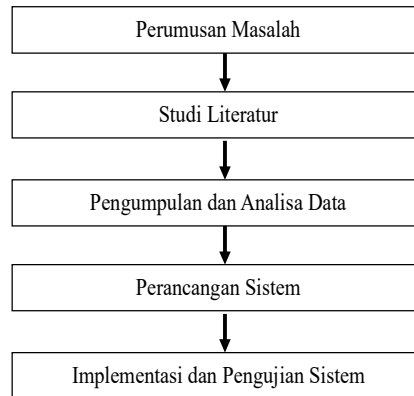 Perumusan Masalah
Studi Literatur
Pengumpulan dan Analisa Data
Perancangan Sistem
Implementasi dan Pengujian Sistem